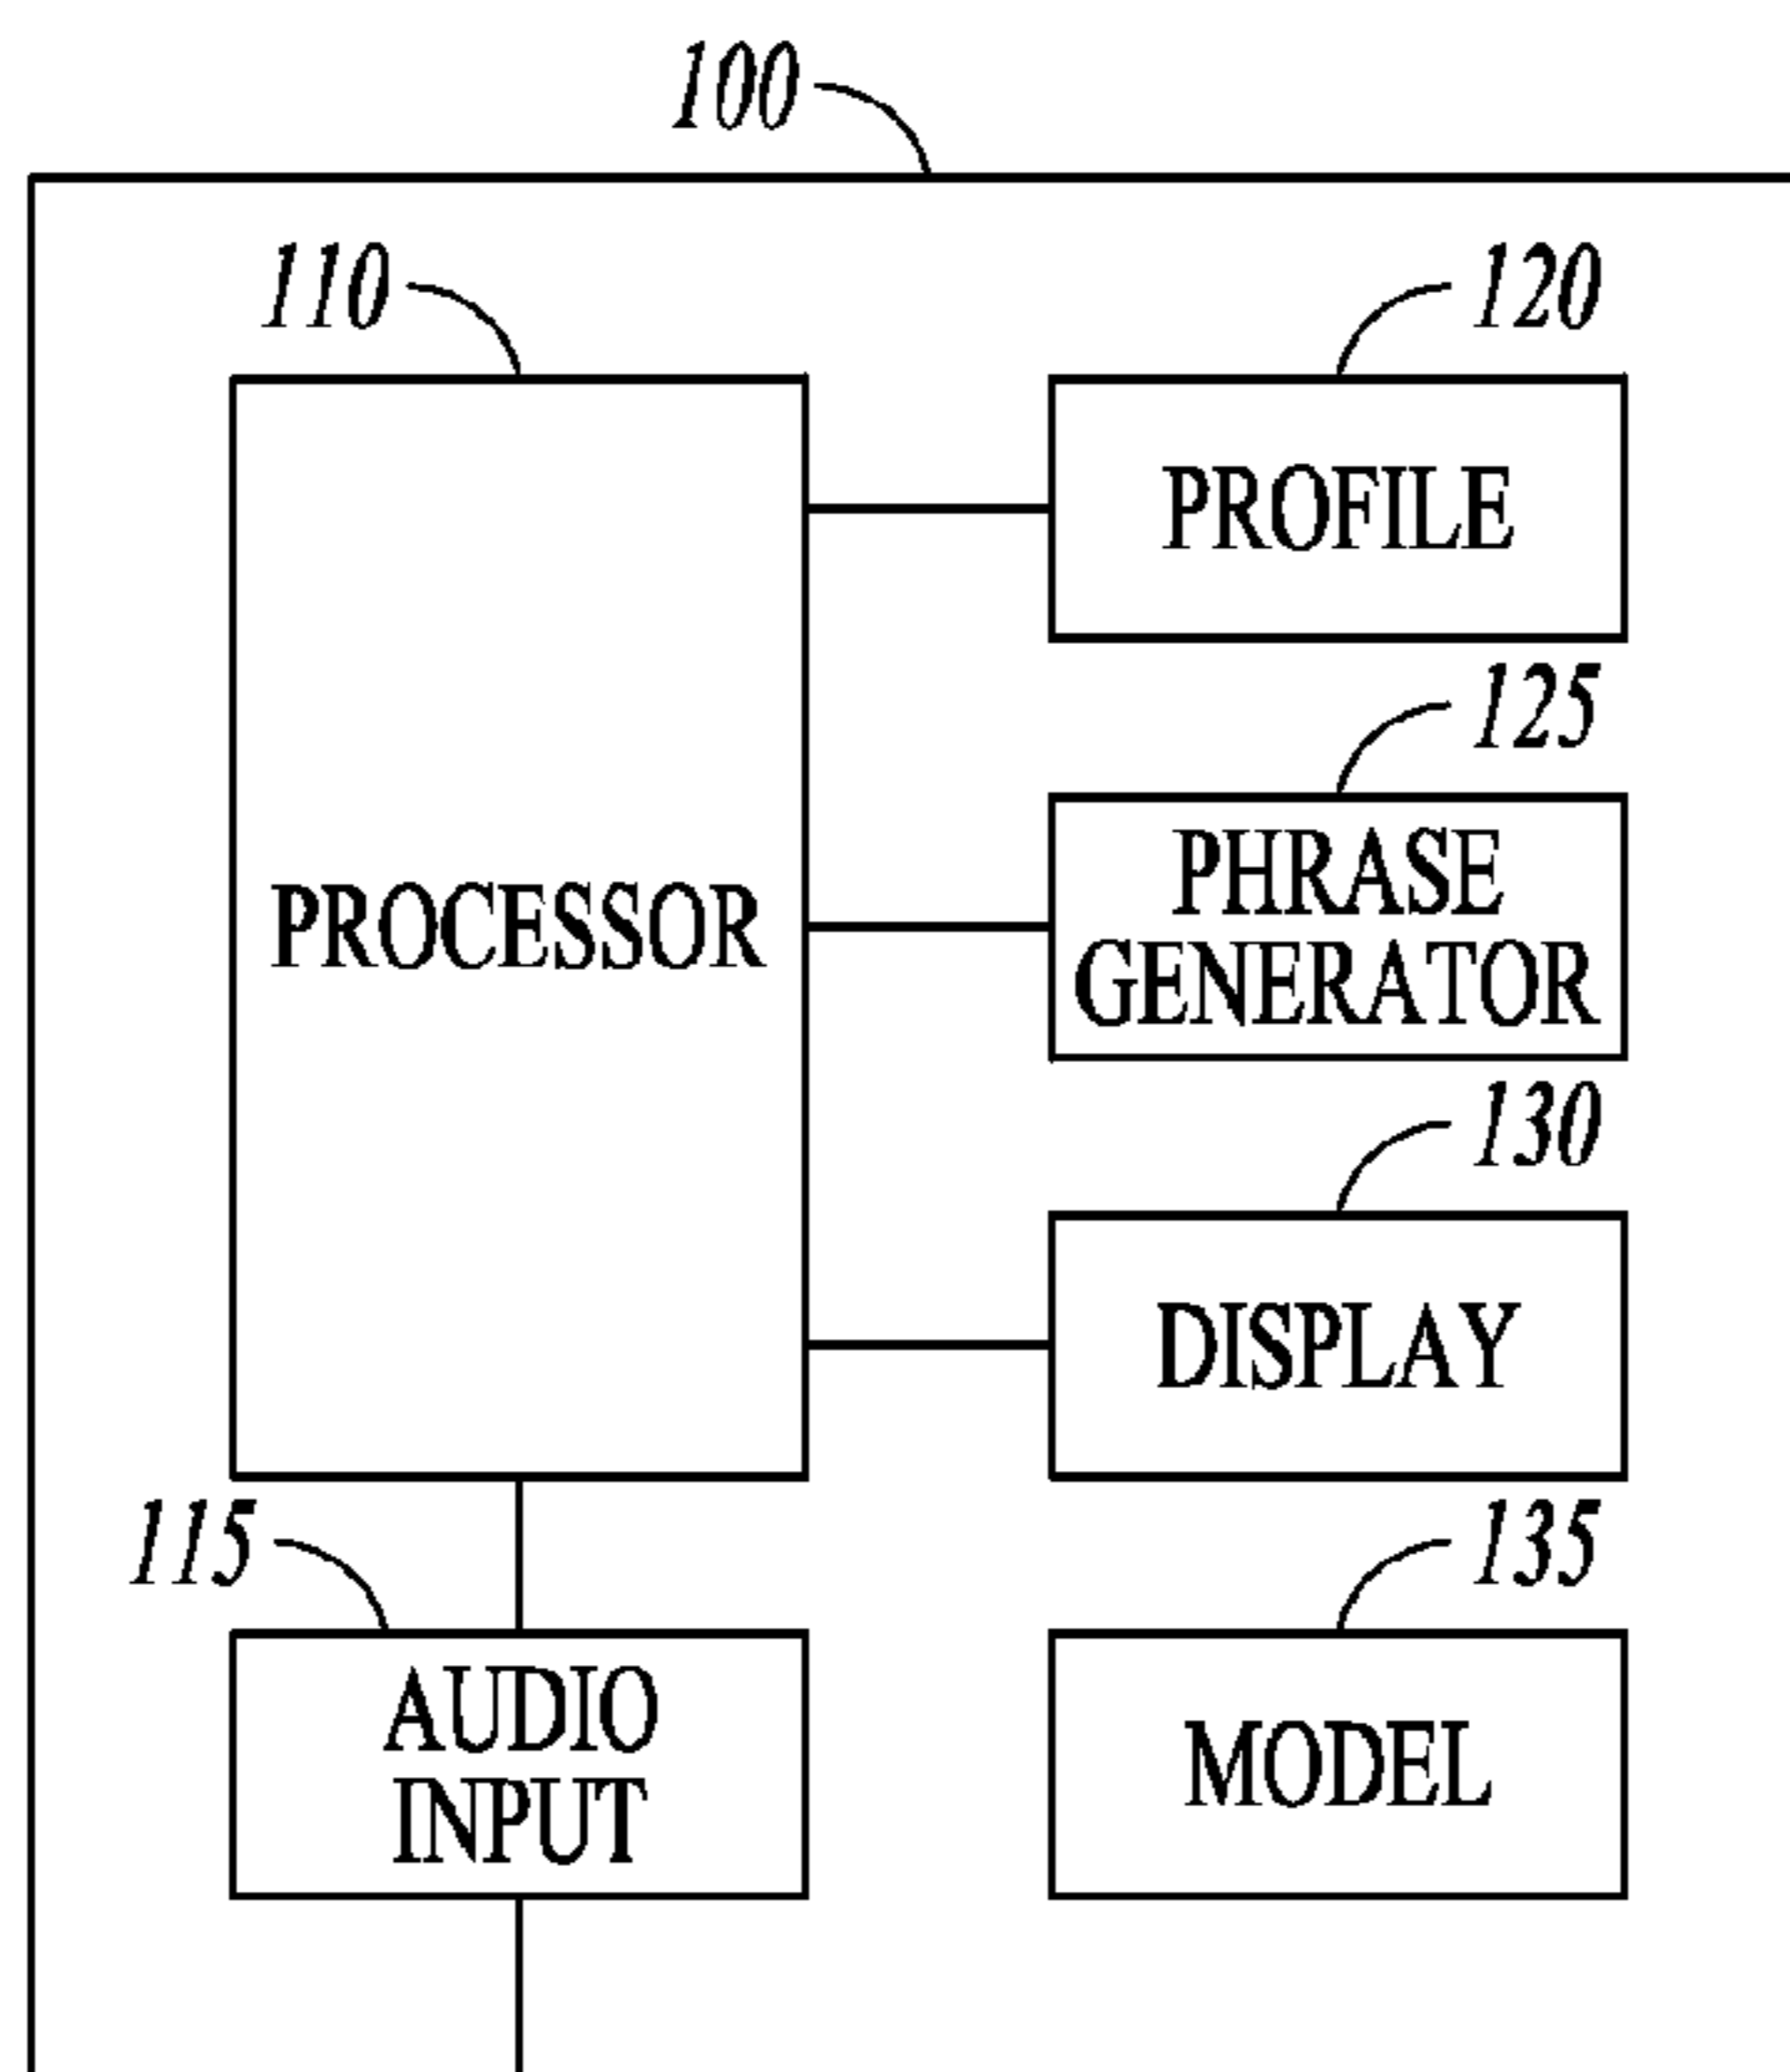 100
110
120
PROFILE
125
PROCESSOR
PHRASE
GENERATOR
130
DISPLAY
115
135
AUDIO
INPUT
MODEL